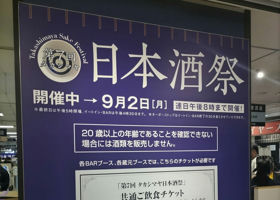 Takashimaya Sake Festival
日本酒祭
開催中→9月2日[月] 連日午後8時まで開催!
20歳以上の年齢であることを確認できない
場合には酒類を販売しません。
各BARブース、各蔵元ブースでは、こちらのチケットが必要です
「第7回 タカシマヤ日本酒祭」
共通ご飲食チケット